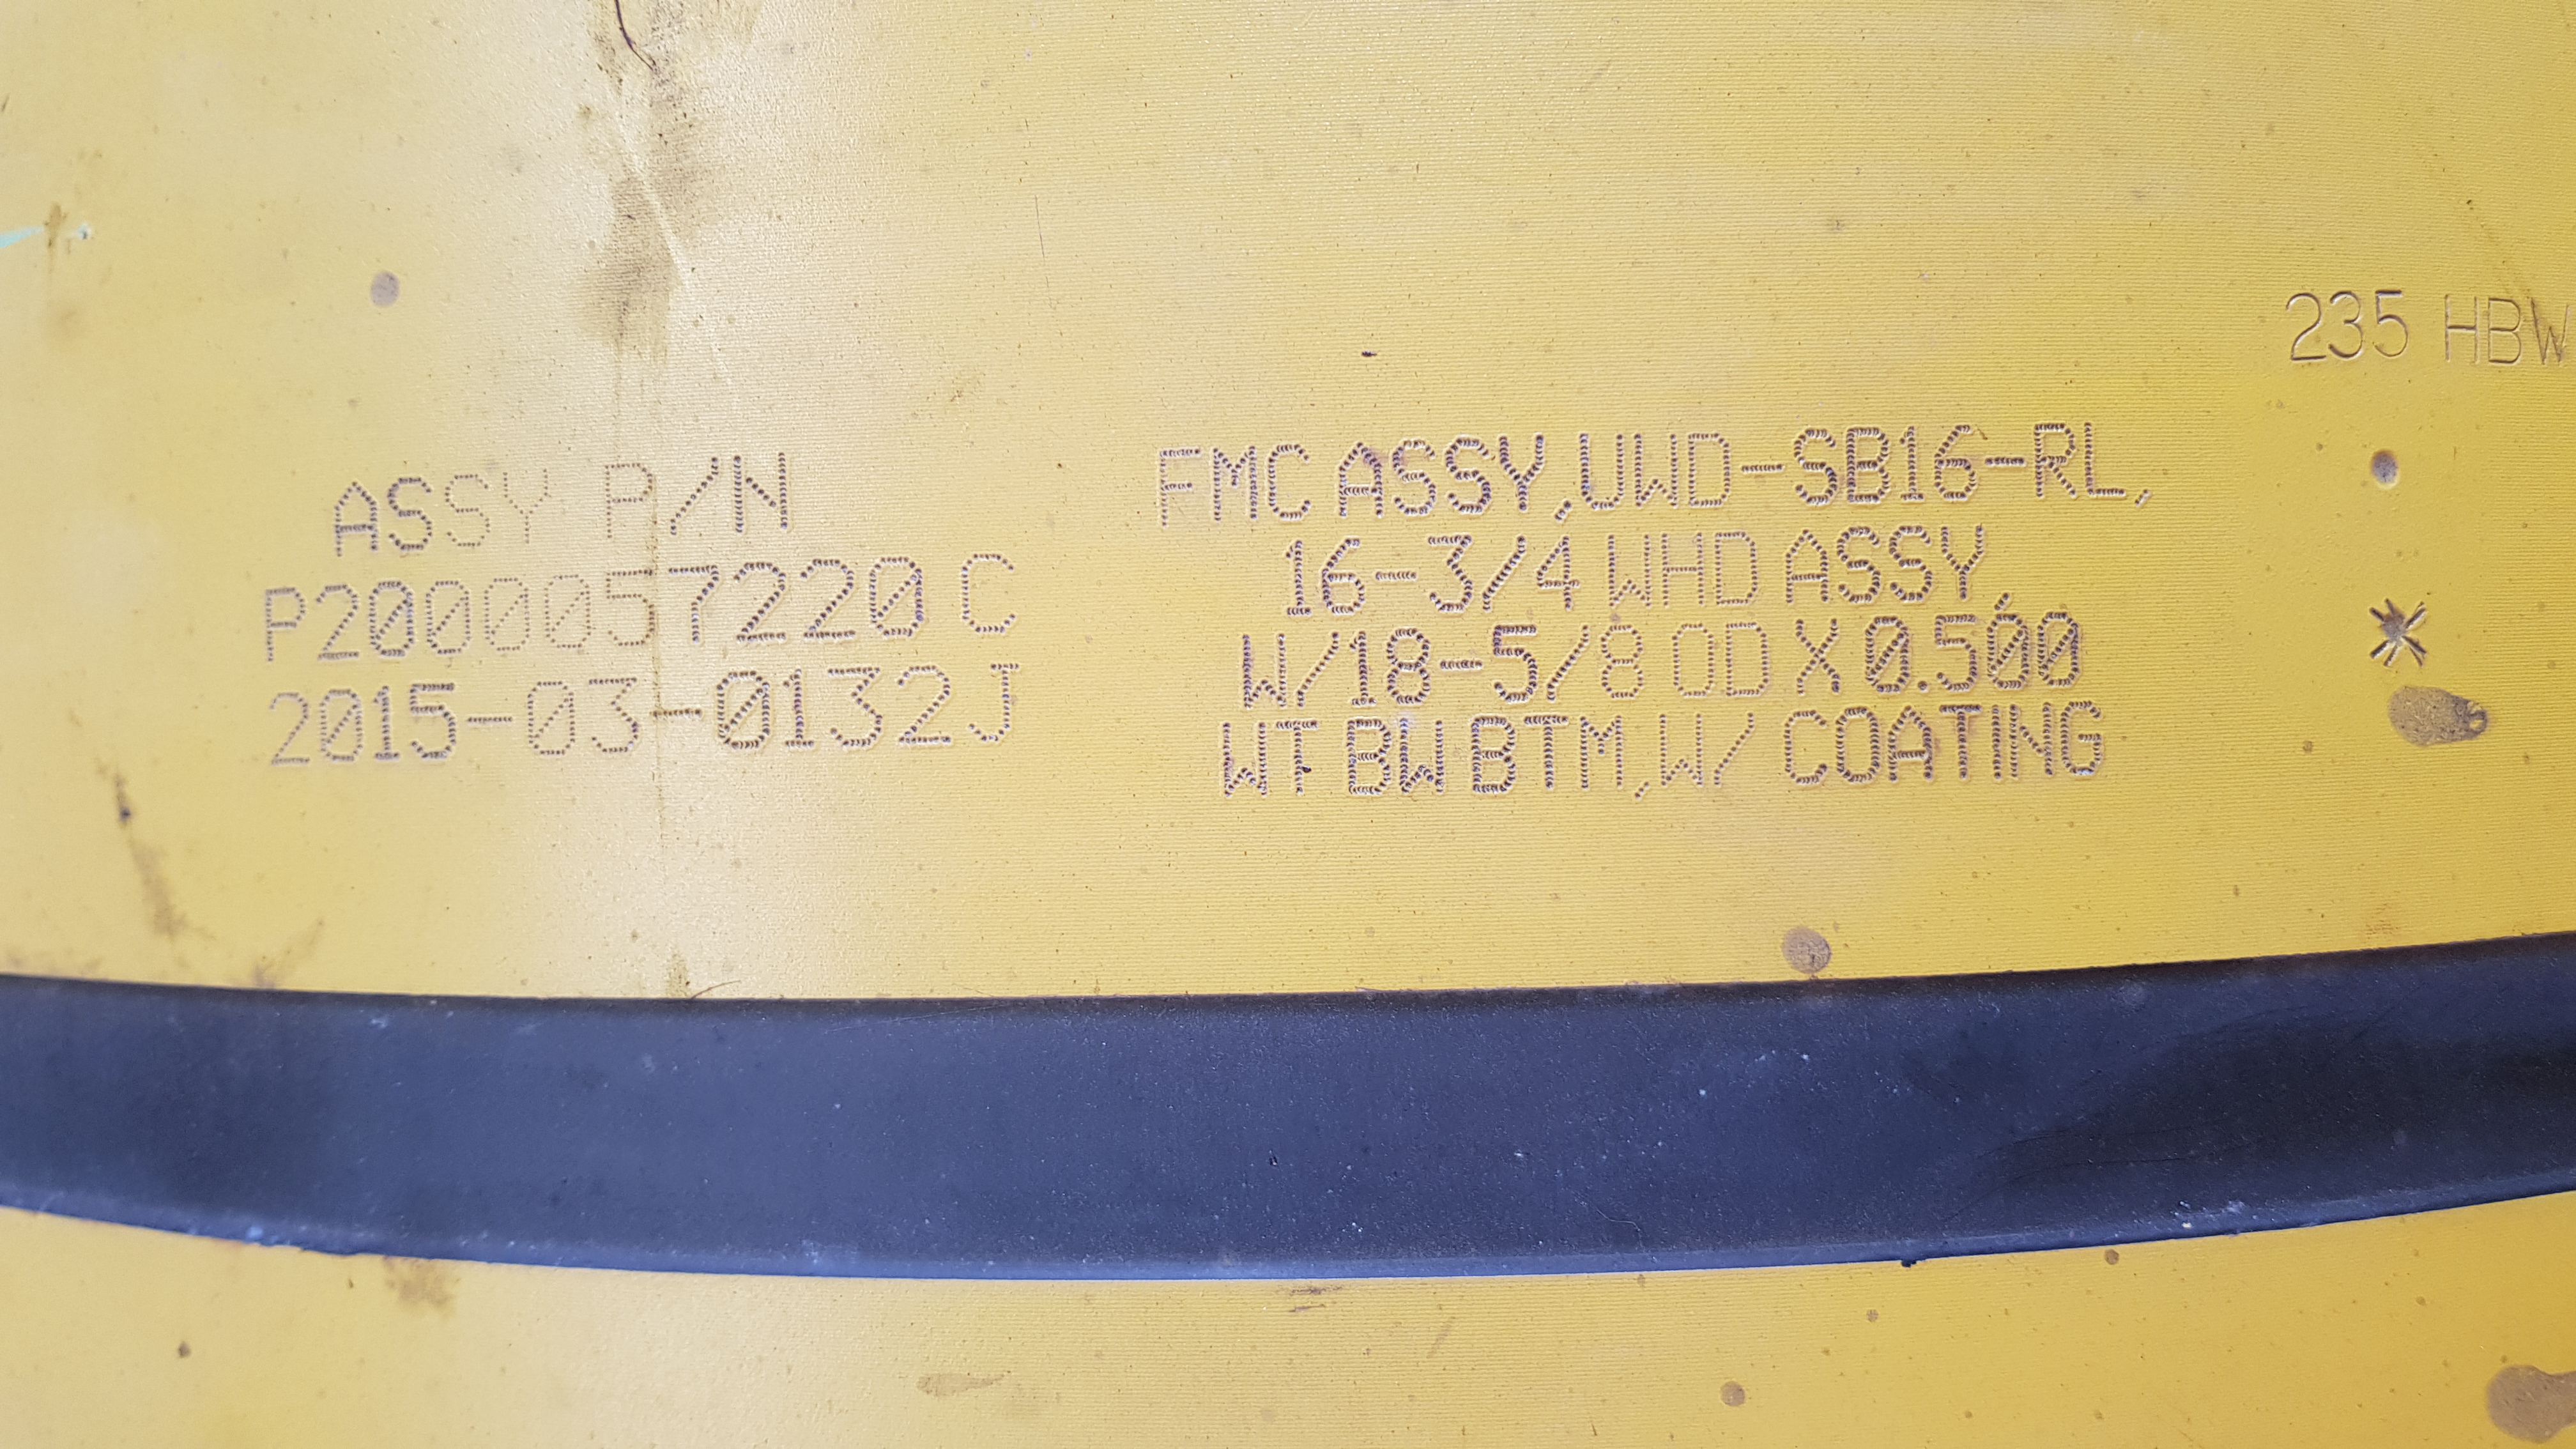 ASSY P/N
P2000057220 C
2015-03-0132J
FMC ASSY,UWD-SB16-RL,
16-3/4 WHD ASSY
W/18-5/8 OD X 0.500'
WT BW BTM,W/ COATING
235 HBW